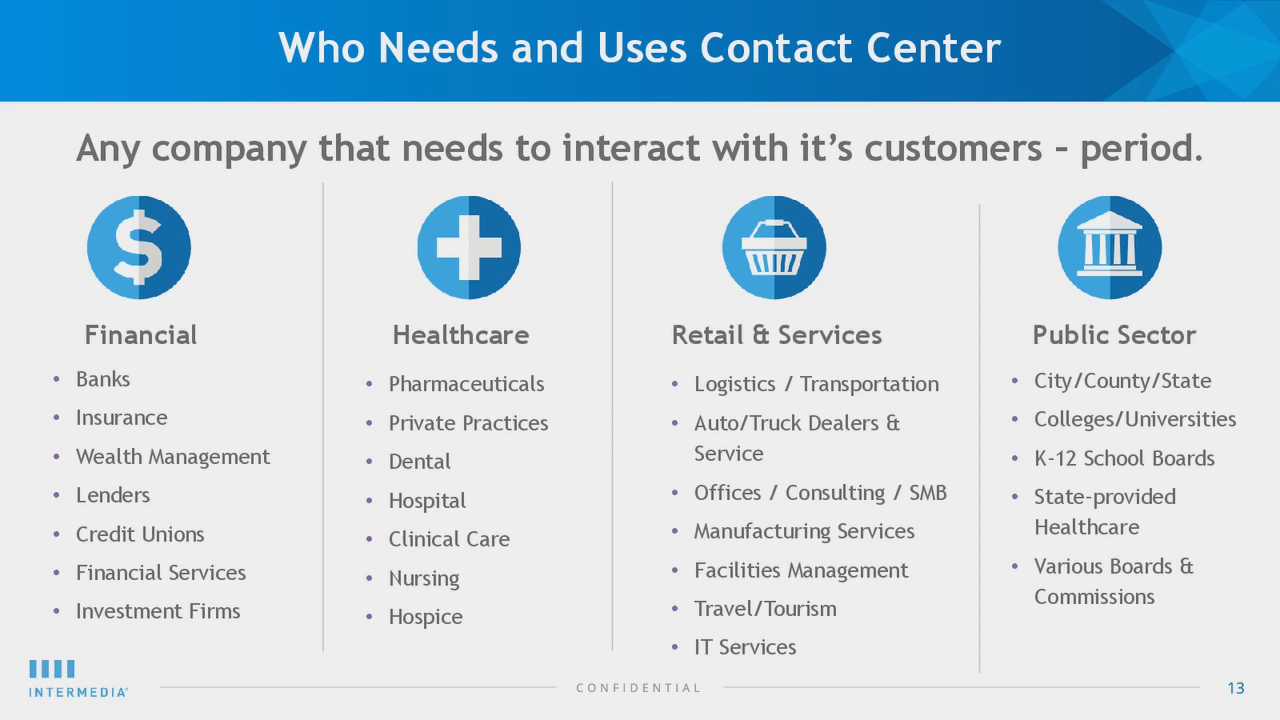 Who Needs and Uses Contact Center
Any company that needs to interact with it's customers – period.
Financial
• Banks
• Insurance
• Wealth Management
• Lenders
• Credit Unions
• Financial Services
• Investment Firms
Healthcare
• Pharmaceuticals
• Private Practices
• Dental
• Hospital
• Clinical Care
• Nursing
• Hospice
Retail & Services
• Logistics / Transportation
• Auto/Truck Dealers &
Service
• Offices / Consulting / SMB
• Manufacturing Services
• Facilities Management
• Travel/Tourism
• IT Services
Public Sector
• City/County/State
• Colleges/Universities
• K-12 School Boards
• State-provided
Healthcare
• Various Boards &
Commissions
INTERMEDIA
CONFIDENTIAL
13